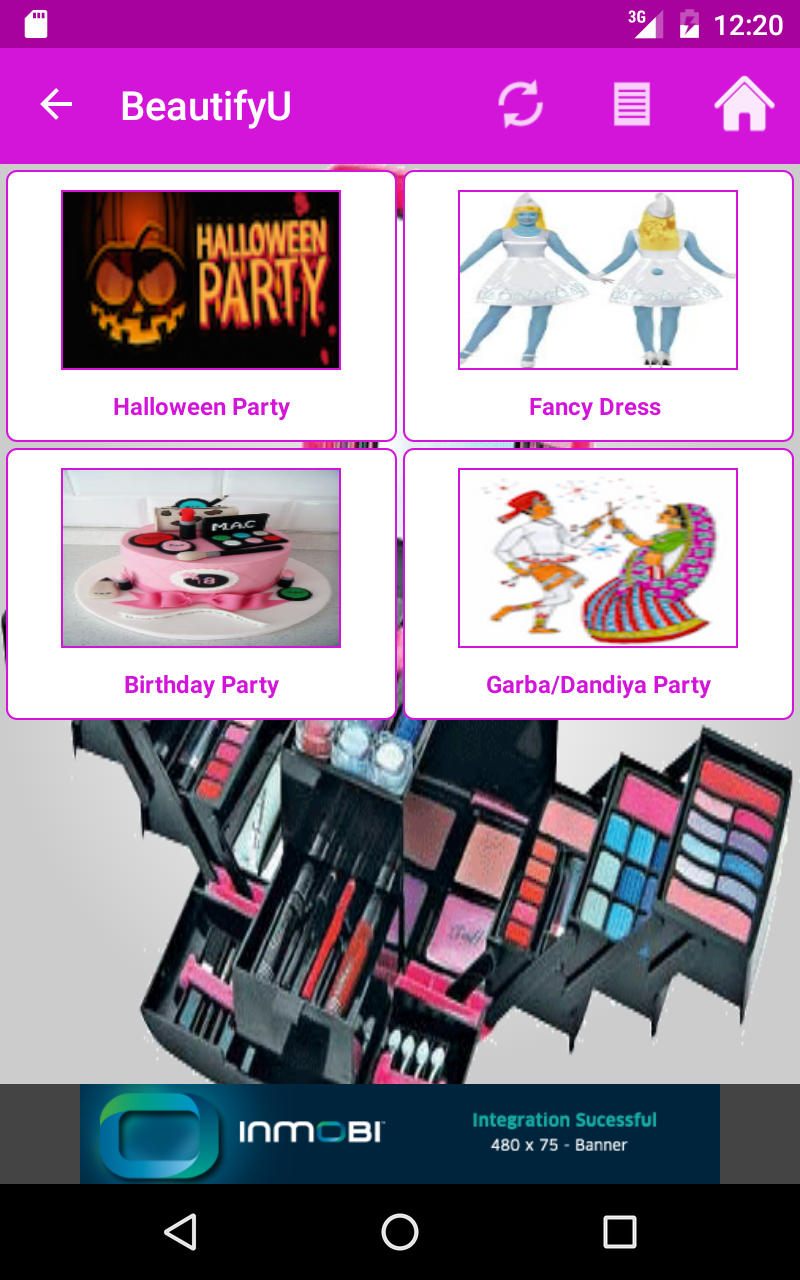 3G 12:20
BeautifyU
HALLOWEEN
PARTY
Halloween Party
Fancy Dress
M.A.C
18
Birthday Party
Garba/Dandiya Party
INMOBI
Integration Sucessful
480 x 75 - Banner